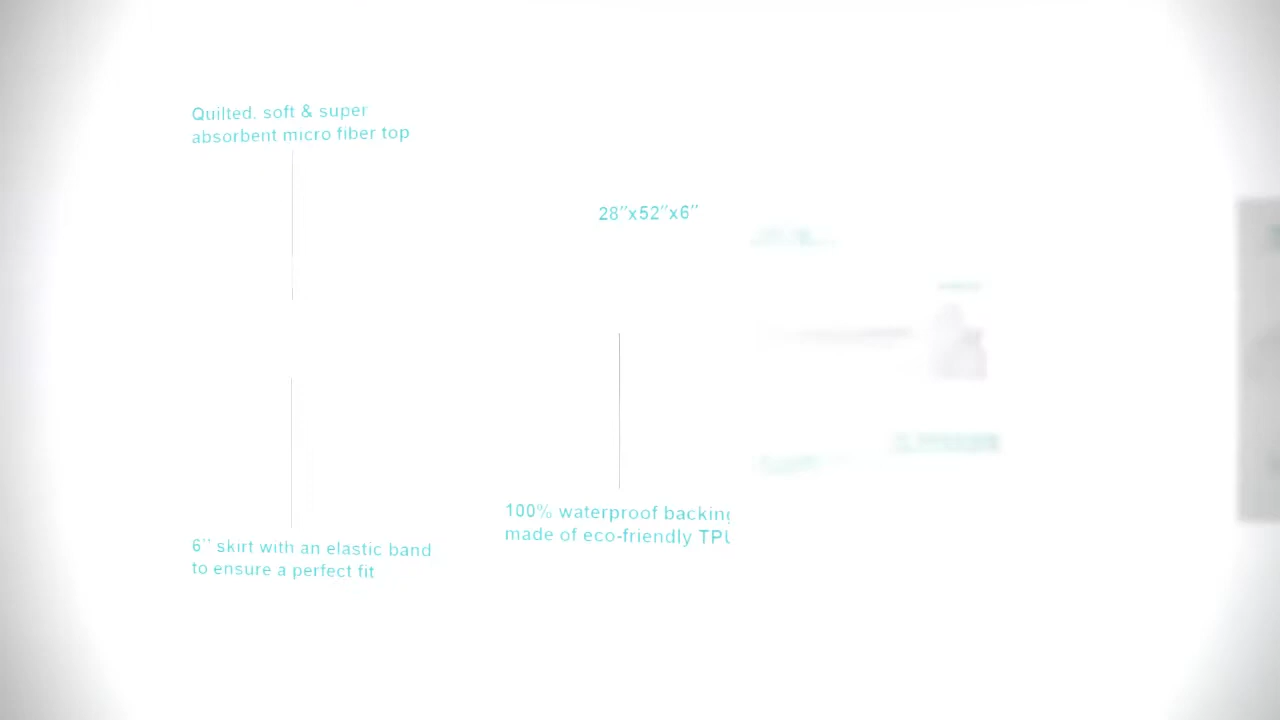 Quilted, soft & super
absorbent micro fiber top
28"x52"x6"
100% waterproof backing
made of eco-friendly TPU
6'' skirt with an elastic band
to ensure a perfect fit